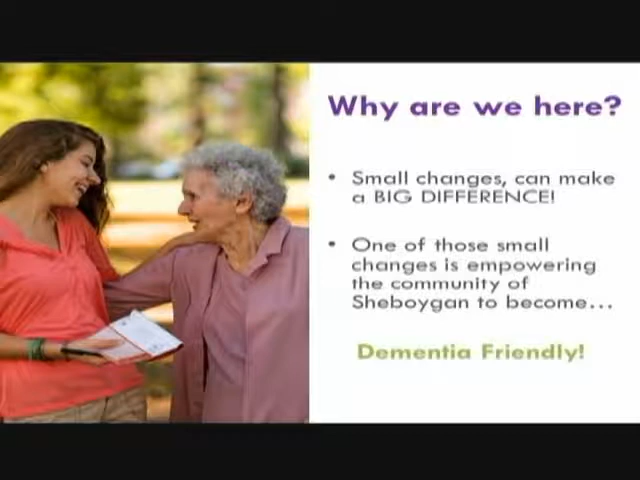 Why are we here?
• Small changes, can make
a BIG DIFFERENCE!
• One of those small
changes is empowering
the community of
Sheboygan to become...
Dementia Friendly!